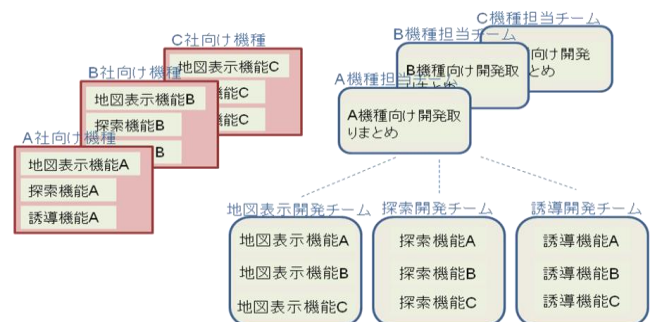 C社向け機種
地図表示機能C
能C
能C
B社向け機種
地図表示機能B
探索機能B
B
A社向け機種
地図表示機能A
探索機能A
誘導機能A
C機種担当チーム
向け開発
とめ
B機種担当チーム
B機種向け開発取
りまとめ
A機種担当チーム
A機種向け開発取
りまとめ
地図表示開発チーム
地図表示機能A
地図表示機能B
地図表示機能C
探索開発チーム
探索機能A
探索機能B
探索機能C
誘導開発チーム
誘導機能A
誘導機能B
誘導機能C